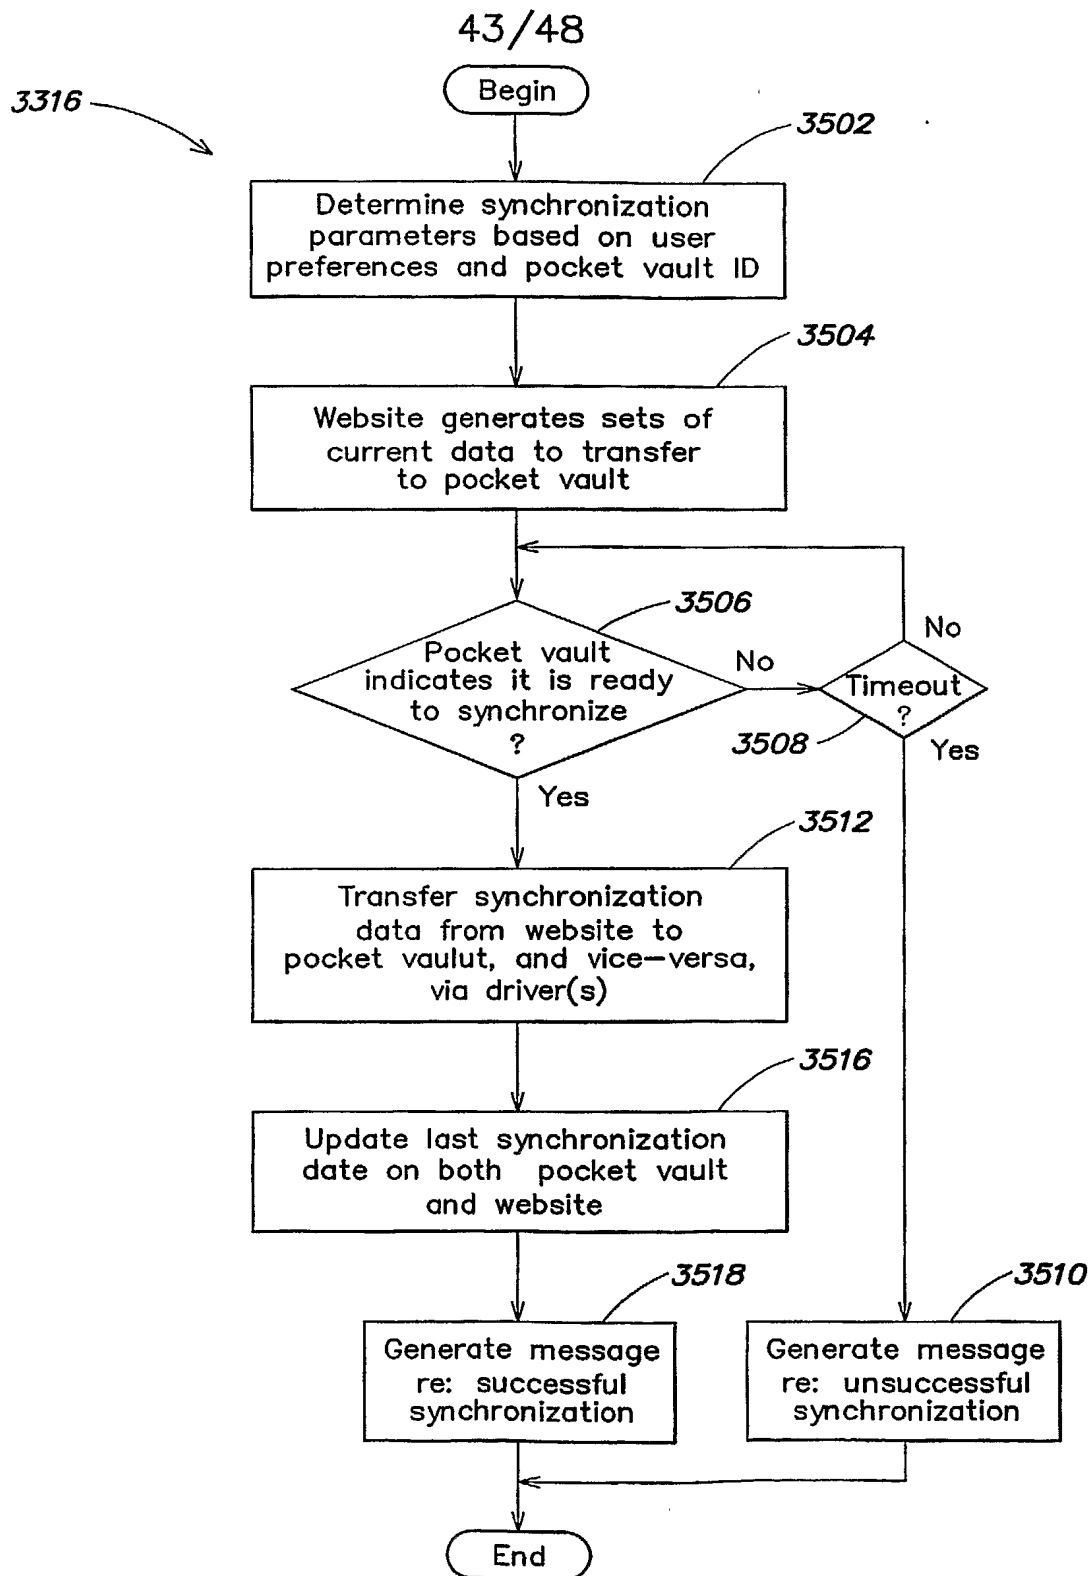 43/48
Begin
3316
3502
Determine synchronization
parameters based on user
preferences and pocket vault ID
3504
Website generates sets of
current data to transfer
to pocket vault
3506
Pocket vault
indicates it is ready
to synchronize
?
No
No
Timeout
?
3508
Yes
Yes
3512
Transfer synchronization
data from website to
pocket vaulut, and vice-versa,
via driver(s)
3516
Update last synchronization
date on both pocket vault
and website
3518
Generate message
re: successful
synchronization
3510
Generate message
re: unsuccessful
synchronization
End